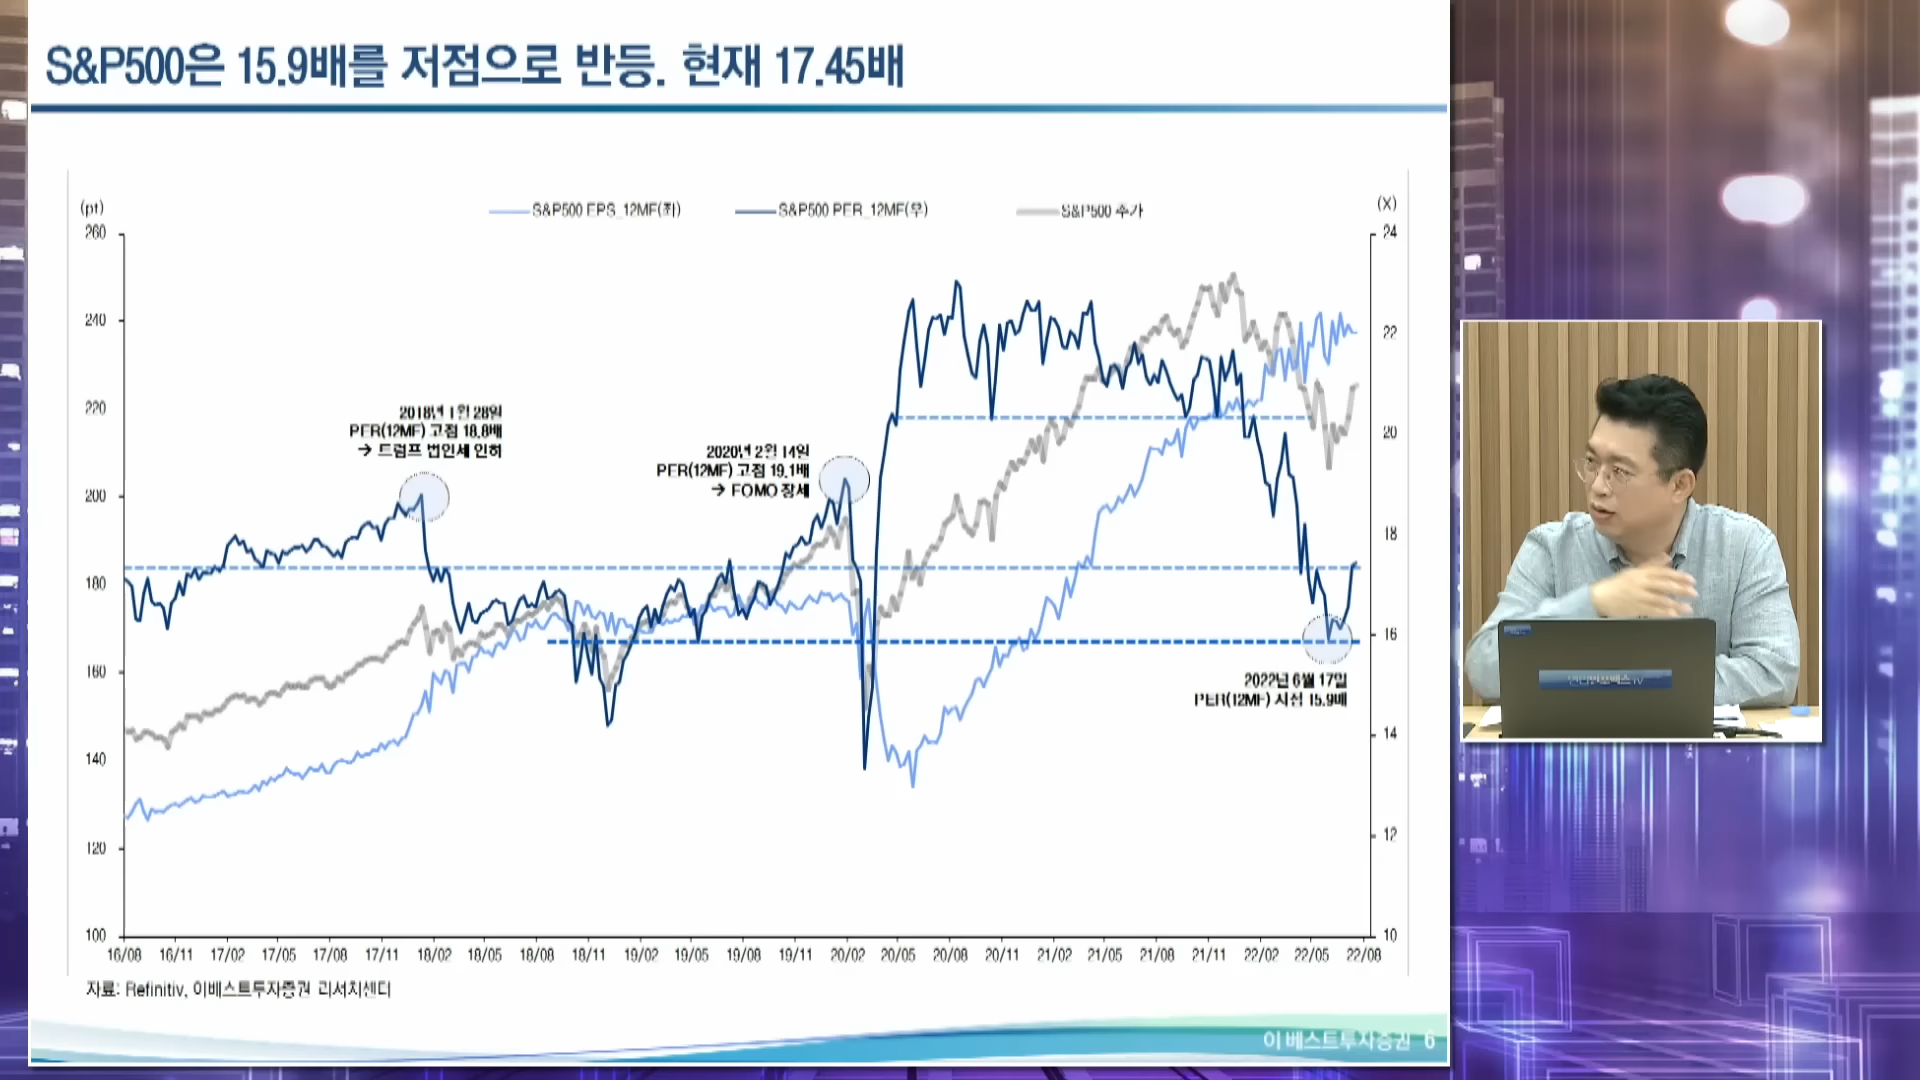 S&P500은 15.9배를 저점으로 반등. 현재 17.45배
(pt)
S&P500 EPS_12MF(좌)
S&P500 PER_12MF(우)
S&P500 주가
(X)
260
240
220
200
180
160
140
120
100
24
22
20
18
16
14
12
10
2018년 1월 28일
PER(12MF) 고점 18.8배
→ 트럼프 법인세 인하
2020년 2월 14일
PER(12MF) 고점 19.1배
→ FOMO 장세
2022년 6월 17일
PER(12MF) 저점 15.9배
16/08 16/11 17/02 17/05 17/08 17/11 18/02 18/05 18/08 18/11 19/02 19/05 19/08 19/11 20/02 20/05 20/08 20/11 21/02 21/05 21/08 21/11 22/02 22/05 22/08
자료: Refinitiv, 이베스트투자증권 리서치센터
이베스트투자증권 6